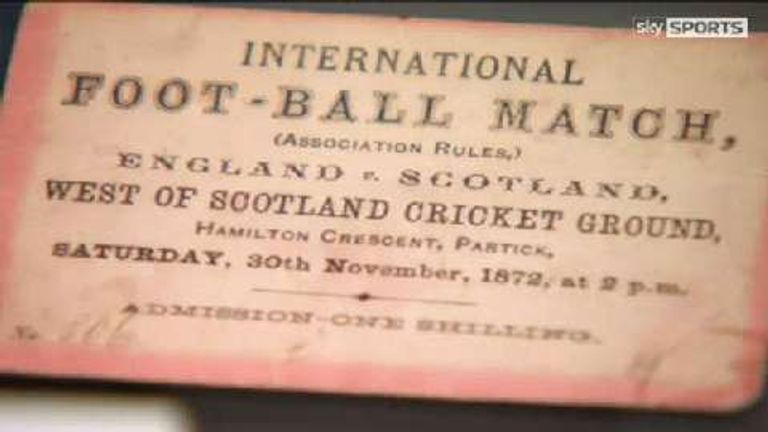 sky SPORTS
INTERNATIONAL
FOOT-BALL MATCH,
(ASSOCIATION RULES,)
ENGLAND v. SCOTLAND,
WEST OF SCOTLAND CRICKET GROUND,
HAMILTON CRESCENT, PARTICK,
SATURDAY, 30th November, 1872, at 2 p.m.
ADMISSION-ONE SHILLING.
No.